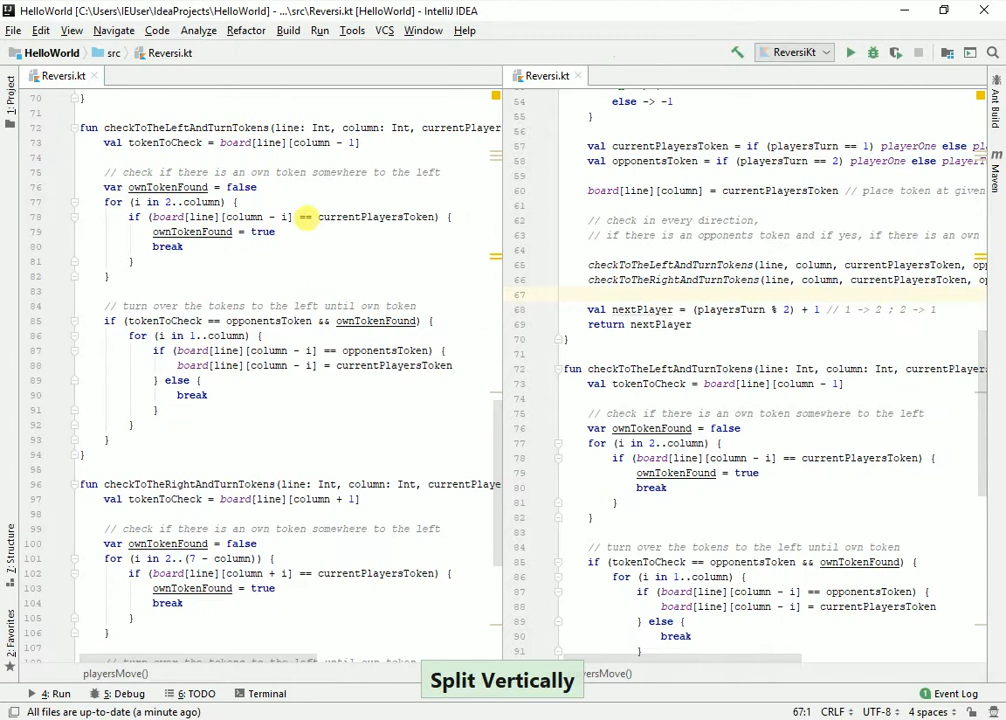 HelloWorld [C:\Users\IEUser\IdeaProjects\HelloWorld] - ...\src\Reversi.kt [HelloWorld] - IntelliJ IDEA
File Edit View Navigate Code Analyze Refactor Build Run Tools VCS Window Help
HelloWorld src Reversi.kt ReversiKt
Reversi.kt
70 }
71
72 fun checkToTheLeftAndTurnTokens(line: Int, column: Int, currentPlayer
73 val tokenToCheck = board[line][column - 1]
74
75 // check if there is an own token somewhere to the left
76 var ownTokenFound = false
77 for (i in 2..column) {
78 if (board[line][column - i] == currentPlayersToken) {
79 ownTokenFound = true
80 break
81 }
82 }
83
84 // turn over the tokens to the left until own token
85 if (tokenToCheck == opponentsToken && ownTokenFound) {
86 for (i in 1..column) {
87 if (board[line][column - i] == opponentsToken) {
88 board[line][column - i] = currentPlayersToken
89 } else {
90 break
91 }
92 }
93 }
94 }
95
96 fun checkToTheRightAndTurnTokens(line: Int, column: Int, currentPlaye
97 val tokenToCheck = board[line][column + 1]
98
99 // check if there is an own token somewhere to the left
100 var ownTokenFound = false
101 for (i in 2..(7 - column)) {
102 if (board[line][column + i] == currentPlayersToken) {
103 ownTokenFound = true
104 break
105 }
106 }
107
// turn over the tokens to the left until own token
playersMove()
Reversi.kt
54 else -> -1
55 }
56
57 val currentPlayersToken = if (playersTurn == 1) playerOne else pl
58 val opponentsToken = if (playersTurn == 2) playerOne else playerT
59
60 board[line][column] = currentPlayersToken // place token at given
61
62 // check in every direction,
63 // if there is an opponents token and if yes, if there is an own
64
65 checkToTheLeftAndTurnTokens(line, column, currentPlayersToken, op
66 checkToTheRightAndTurnTokens(line, column, currentPlayersToken, o
67
68 val nextPlayer = (playersTurn % 2) + 1 // 1 -> 2 ; 2 -> 1
69 return nextPlayer
70 }
71
72 fun checkToTheLeftAndTurnTokens(line: Int, column: Int, currentPlayer
73 val tokenToCheck = board[line][column - 1]
74
75 // check if there is an own token somewhere to the left
76 var ownTokenFound = false
77 for (i in 2..column) {
78 if (board[line][column - i] == currentPlayersToken) {
79 ownTokenFound = true
80 break
81 }
82 }
83
84 // turn over the tokens to the left until own token
85 if (tokenToCheck == opponentsToken && ownTokenFound) {
86 for (i in 1..column) {
87 if (board[line][column - i] == opponentsToken) {
88 board[line][column - i] = currentPlayersToken
89 } else {
90 break
91 }
Split Vertically
1: Project
7: Structure
2: Favorites
Ant Build
Maven
4: Run 5: Debug 6: TODO Terminal Event Log
All files are up-to-date (a minute ago) 67:1 CRLF UTF-8 4 spaces